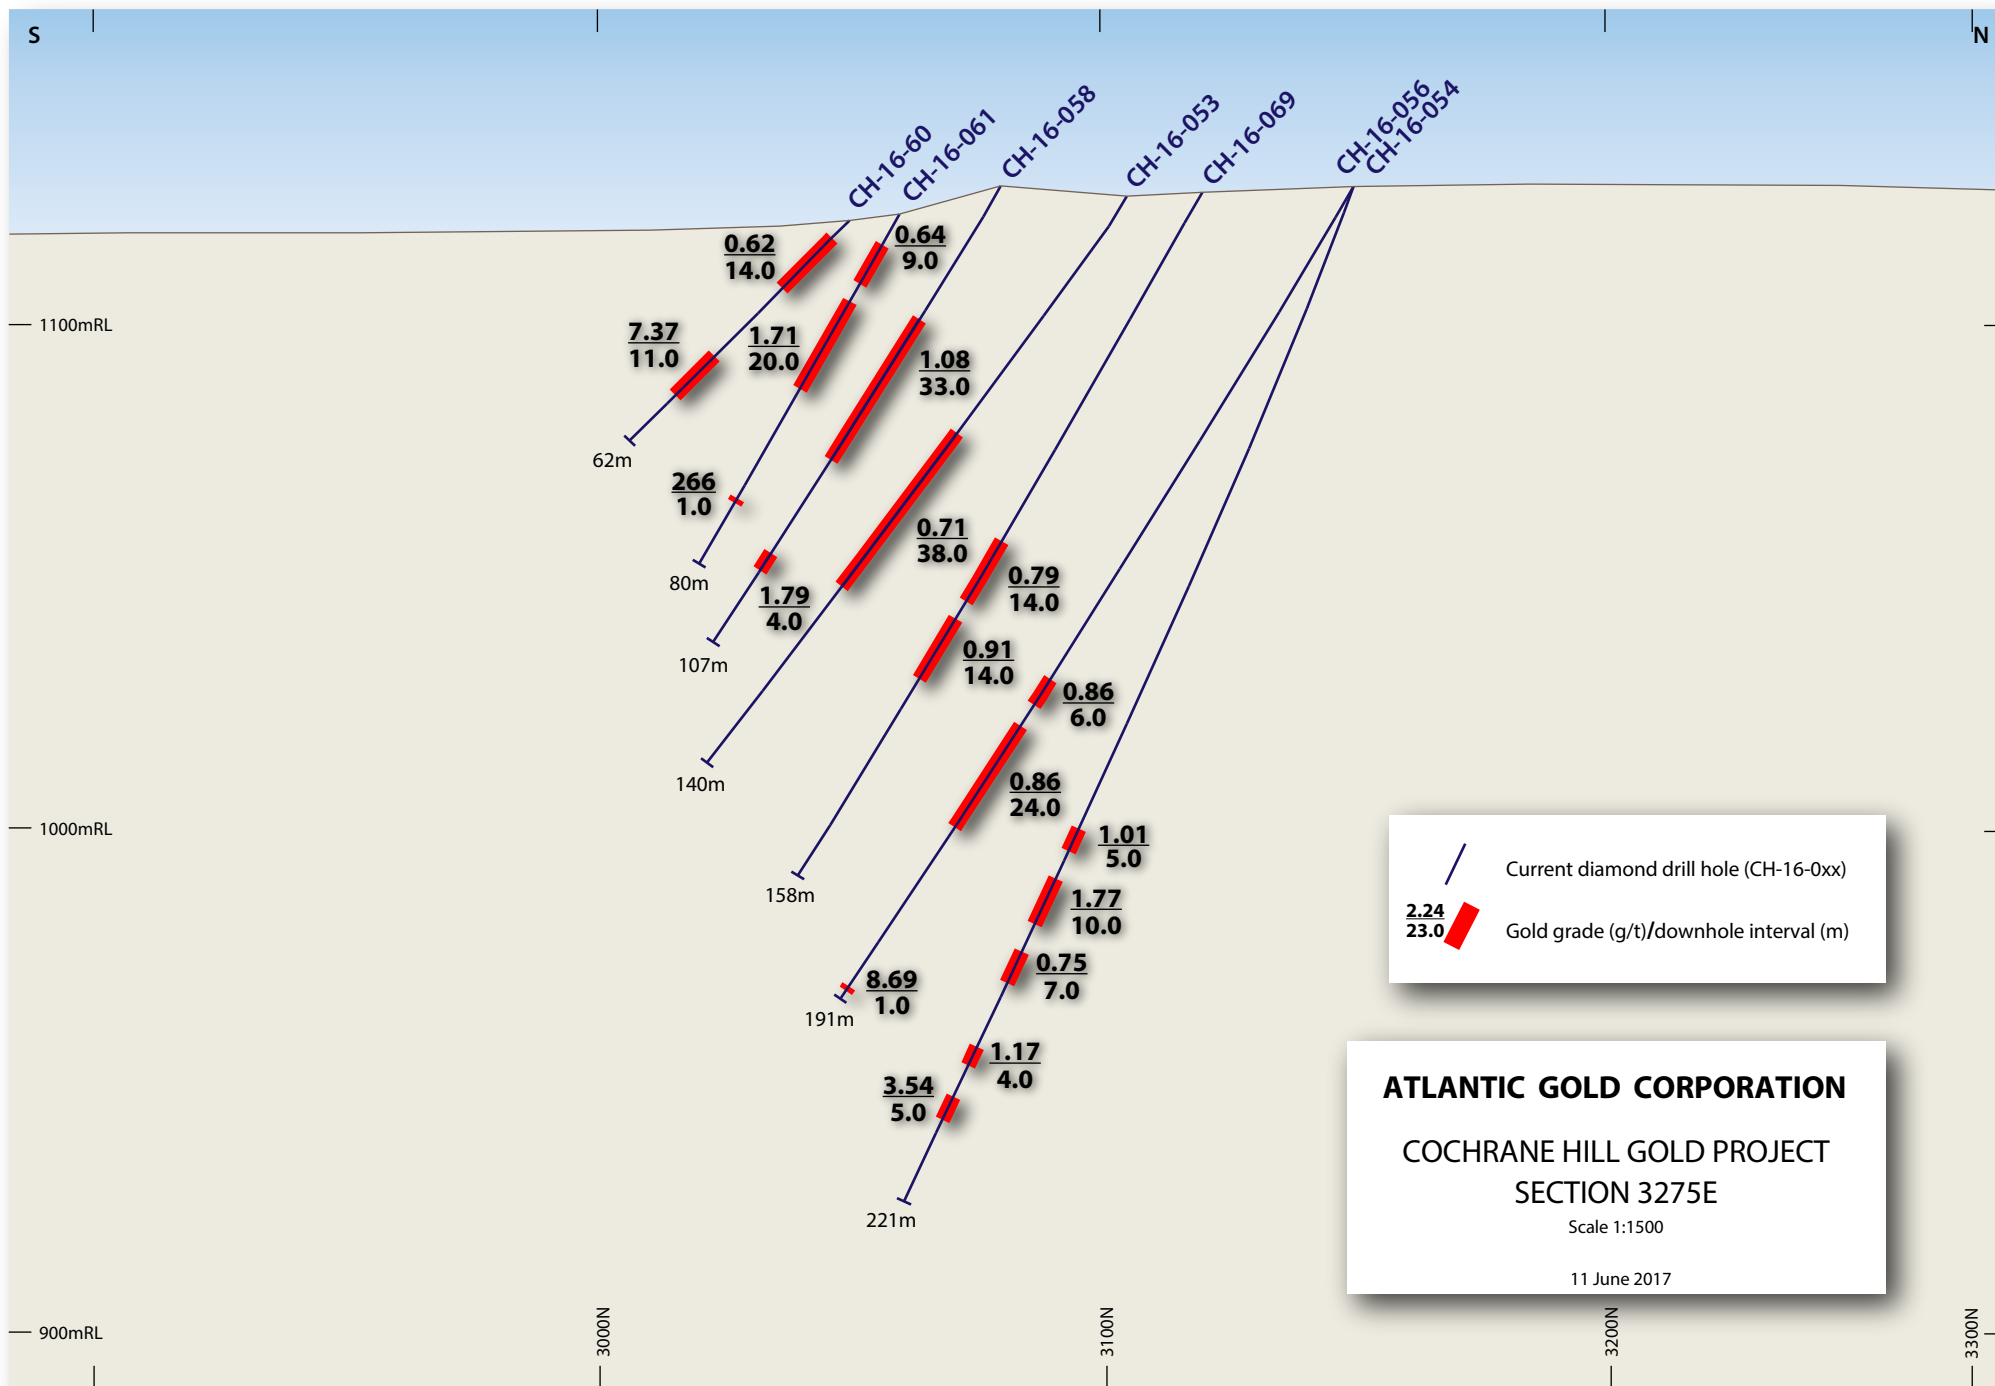 S
N
CH-16-60
CH-16-061
CH-16-058
CH-16-053
CH-16-069
CH-16-056
CH-16-054
0.62
14.0
0.64
9.0
1100mRL
7.37
11.0
1.71
20.0
1.08
33.0
62m
266
1.0
0.71
38.0
80m
1.79
4.0
0.79
14.0
107m
0.91
14.0
0.86
6.0
140m
0.86
24.0
1000mRL
1.01
5.0
158m
1.77
10.0
0.75
7.0
8.69
1.0
191m
1.17
4.0
3.54
5.0
221m
Current diamond drill hole (CH-16-0xx)
2.24
23.0
Gold grade (g/t)/downhole interval (m)
ATLANTIC GOLD CORPORATION
COCHRANE HILL GOLD PROJECT
SECTION 3275E
Scale 1:1500
11 June 2017
900mRL
3000N
3100N
3200N
3300N